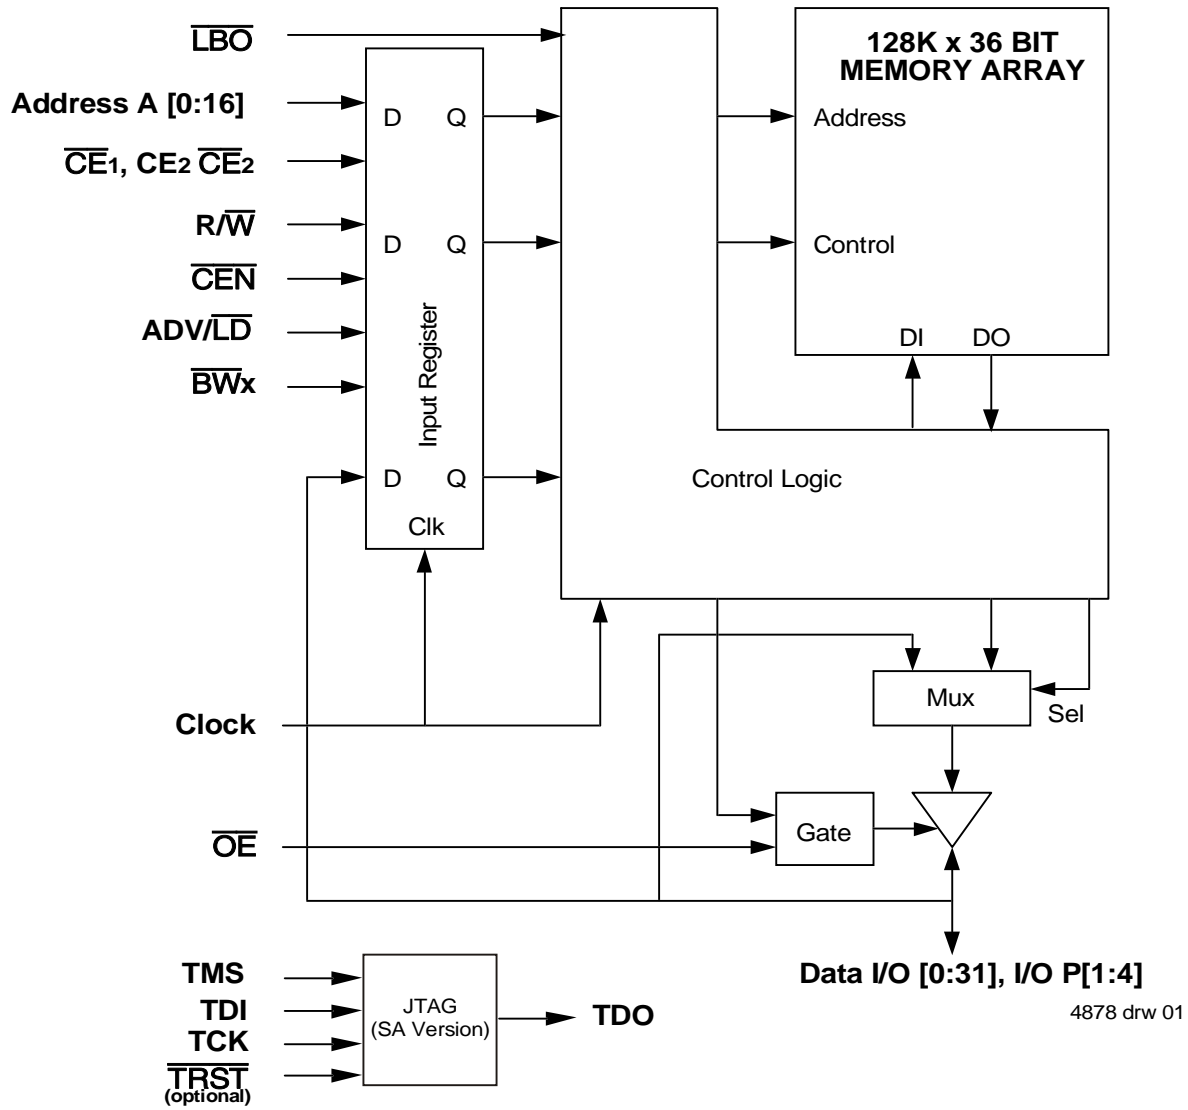 LBO
128K x 36 BIT
MEMORY ARRAY
Address A [0:16]
D Q
Address
CE1, CE2 CE2
R/W
D Q
Control
CEN
ADV/LD
DI DO
BWx
Input Register
D Q
Control Logic
Clk
Mux
Sel
Clock
Gate
OE
Data I/O [0:31], I/O P[1:4]
4878 drw 01
TMS
TDI
TCK
TRST
(optional)
JTAG
(SA Version)
TDO